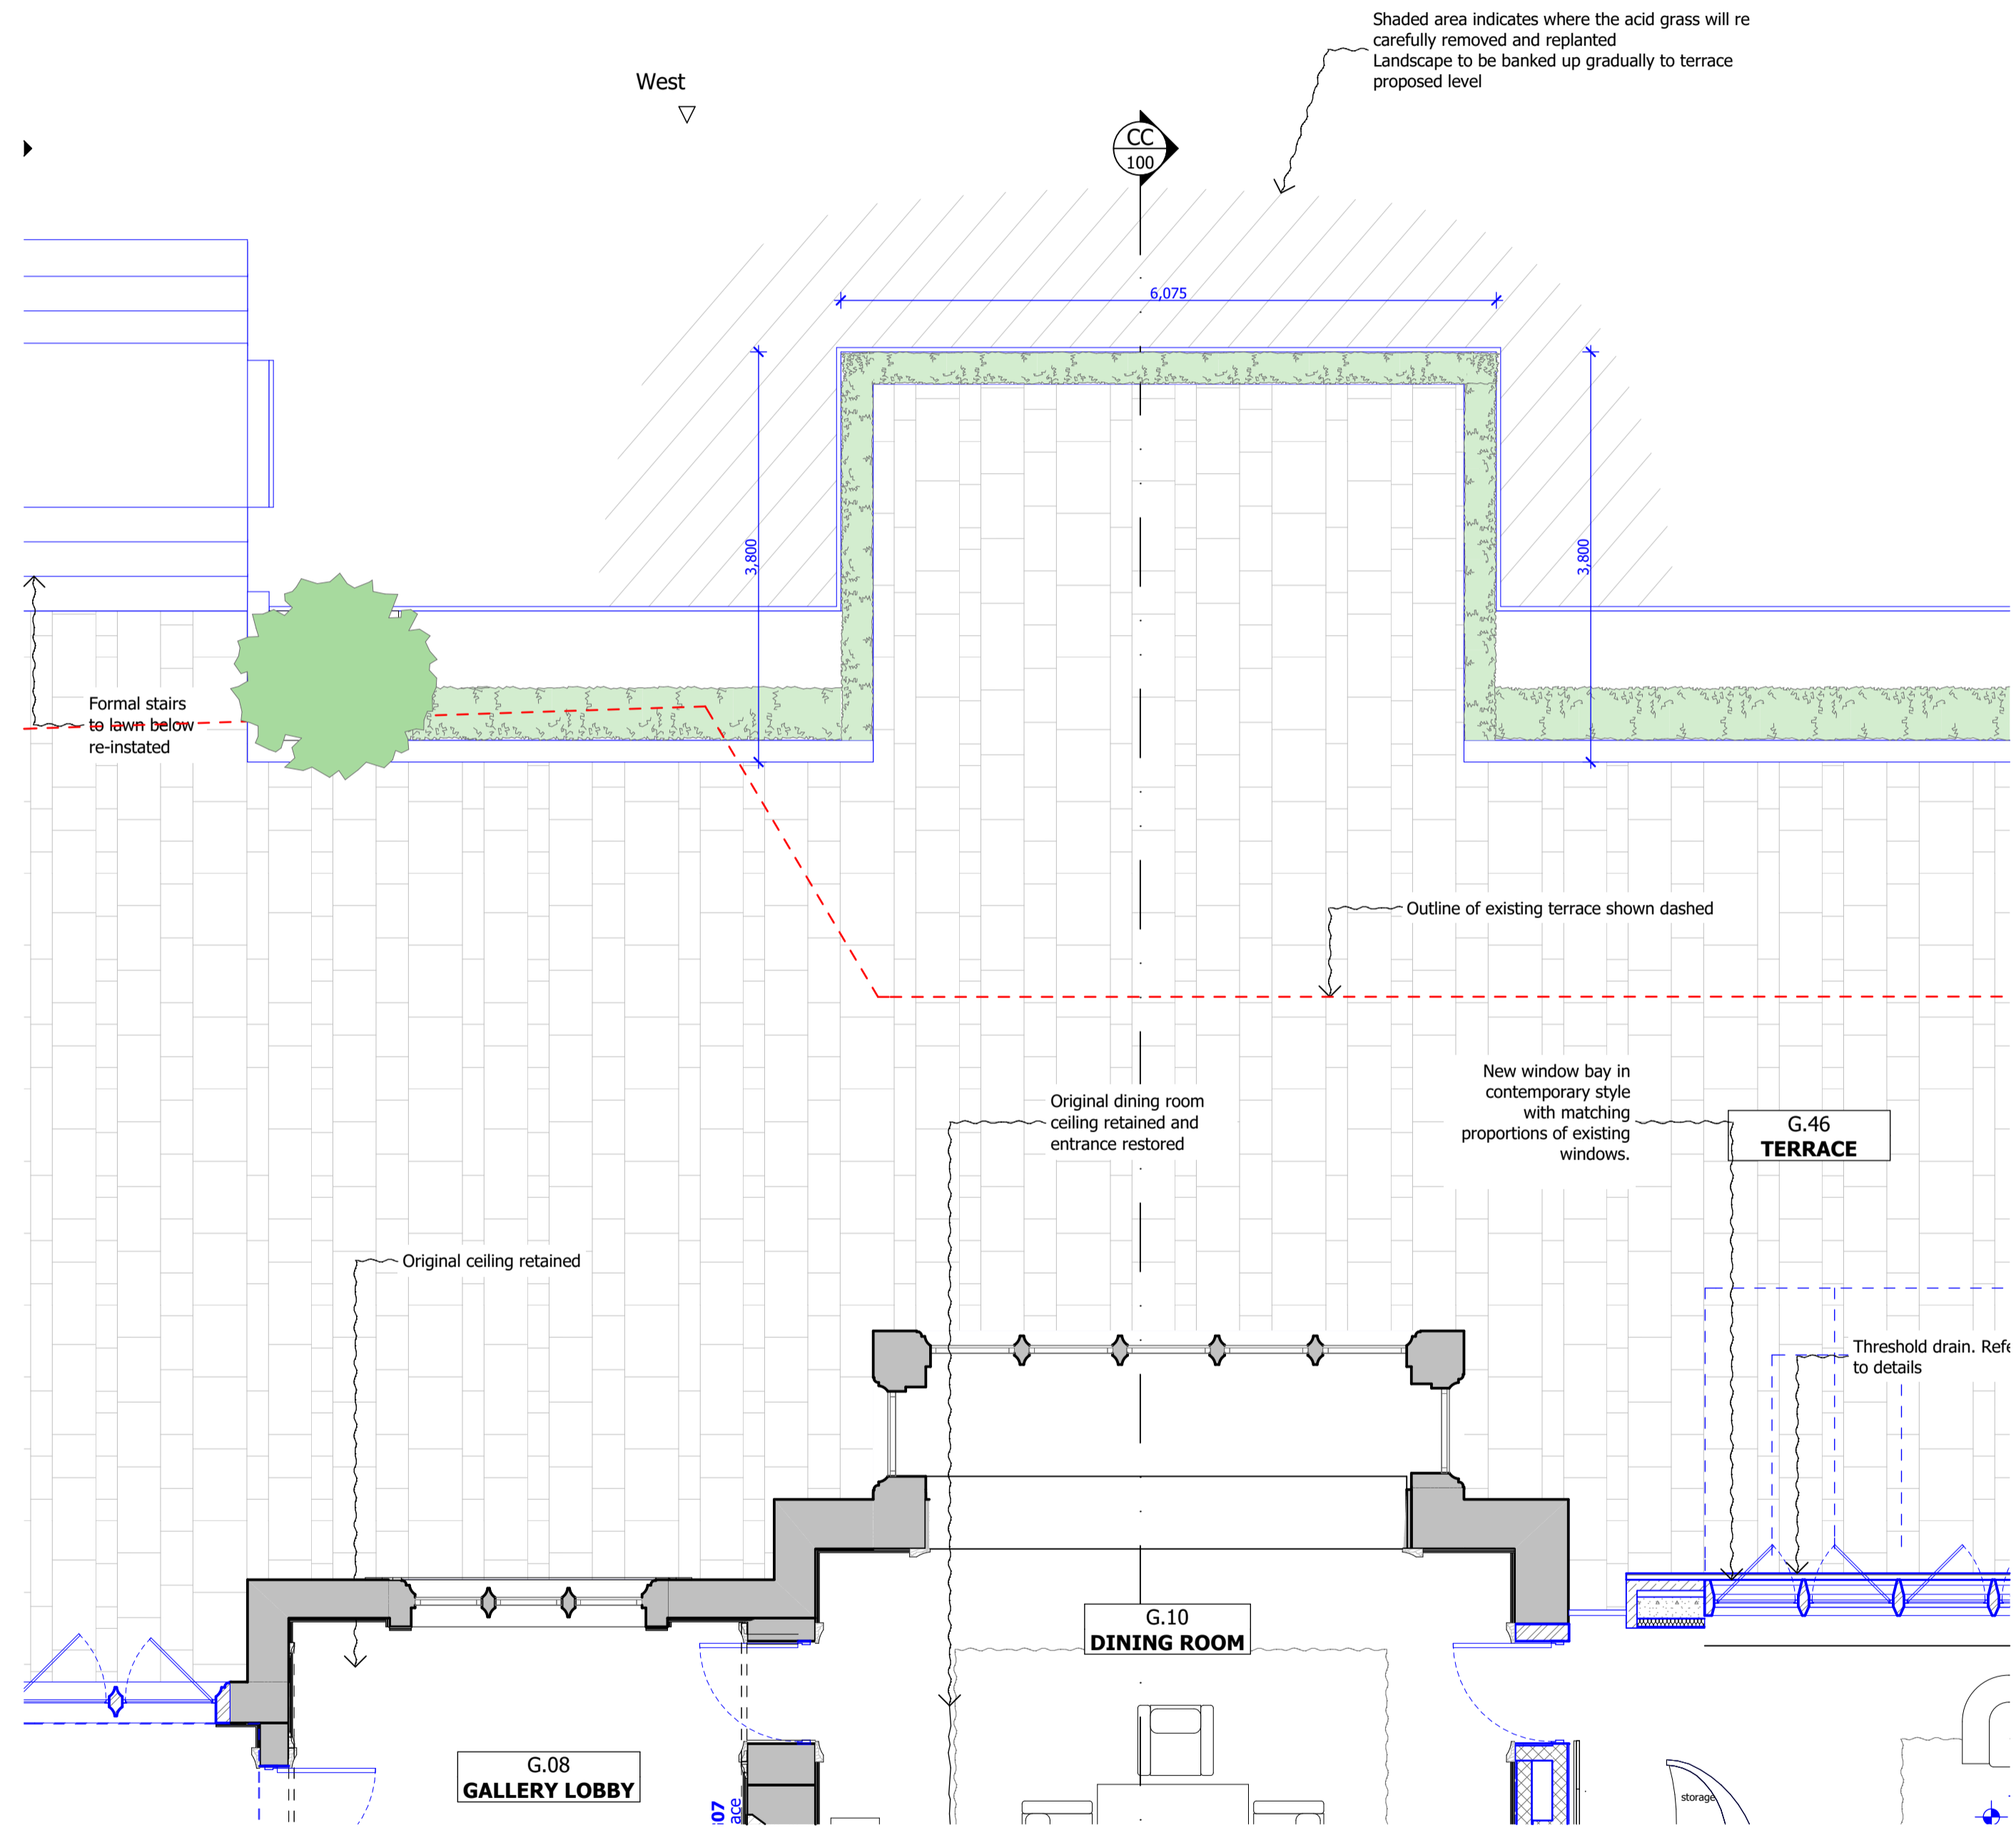 Shaded area indicates where the acid grass will re
carefully removed and replanted
Landscape to be banked up gradually to terrace
proposed level
West
CC
100
6,075
3,800
3,800
Formal stairs
to lawn below
re-instated
Outline of existing terrace shown dashed
New window bay in
contemporary style
with matching
proportions of existing
windows.
G.46
TERRACE
Original dining room
ceiling retained and
entrance restored
Original ceiling retained
Threshold drain. Refe
to details
G.10
DINING ROOM
G.08
GALLERY LOBBY
07
ace
storage